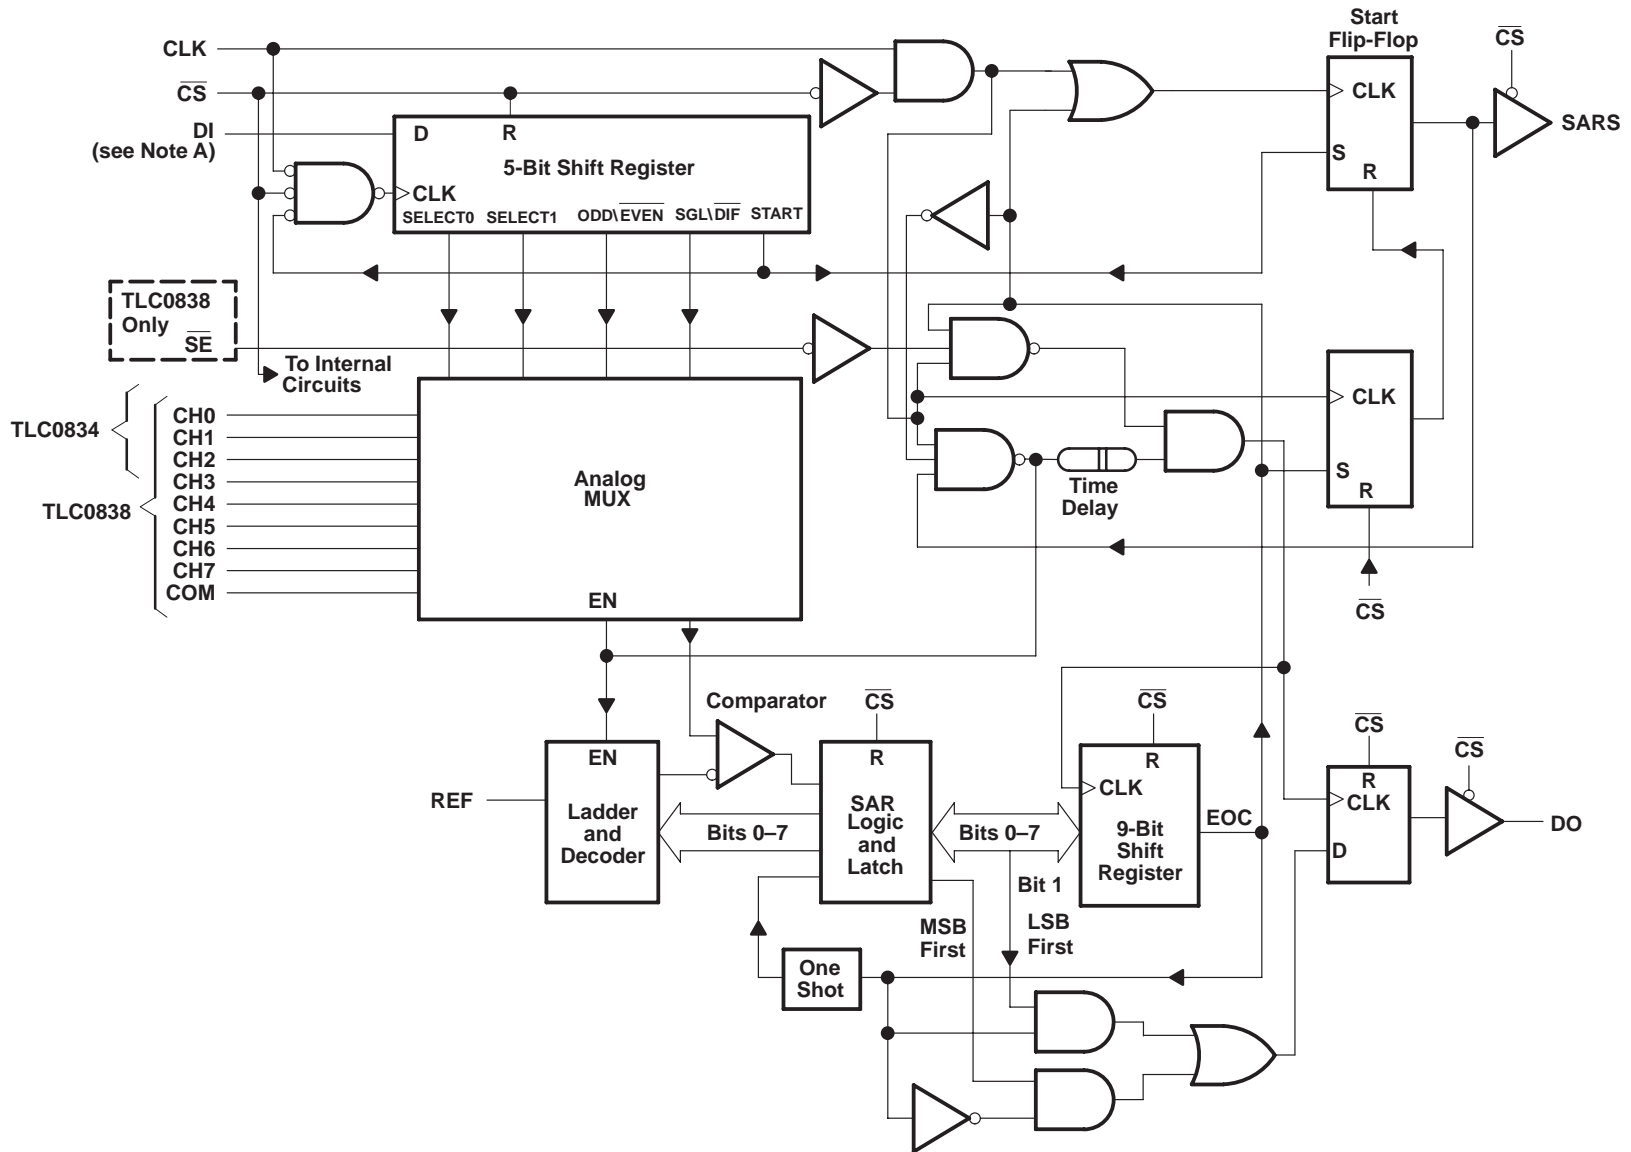 Start
Flip-Flop
CLK
CS
CS
CLK
SARS
DI
(see Note A)
D
R
5-Bit Shift Register
S
R
CLK
SELECT0
SELECT1
ODD\EVEN
SGL\DIF
START
TLC0838
Only
SE
To Internal
Circuits
CH0
CH1
CH2
CH3
CH4
CH5
CH6
CH7
COM
TLC0834
TLC0838
Analog
MUX
EN
CLK
S
R
CS
Time
Delay
Comparator
CS
CS
CS
CS
EN
REF
Ladder
and
Decoder
Bits 0–7
R
SAR
Logic
and
Latch
Bits 0–7
R
CLK
9-Bit
Shift
Register
EOC
R
CLK
D
DO
Bit 1
MSB
First
LSB
First
One
Shot